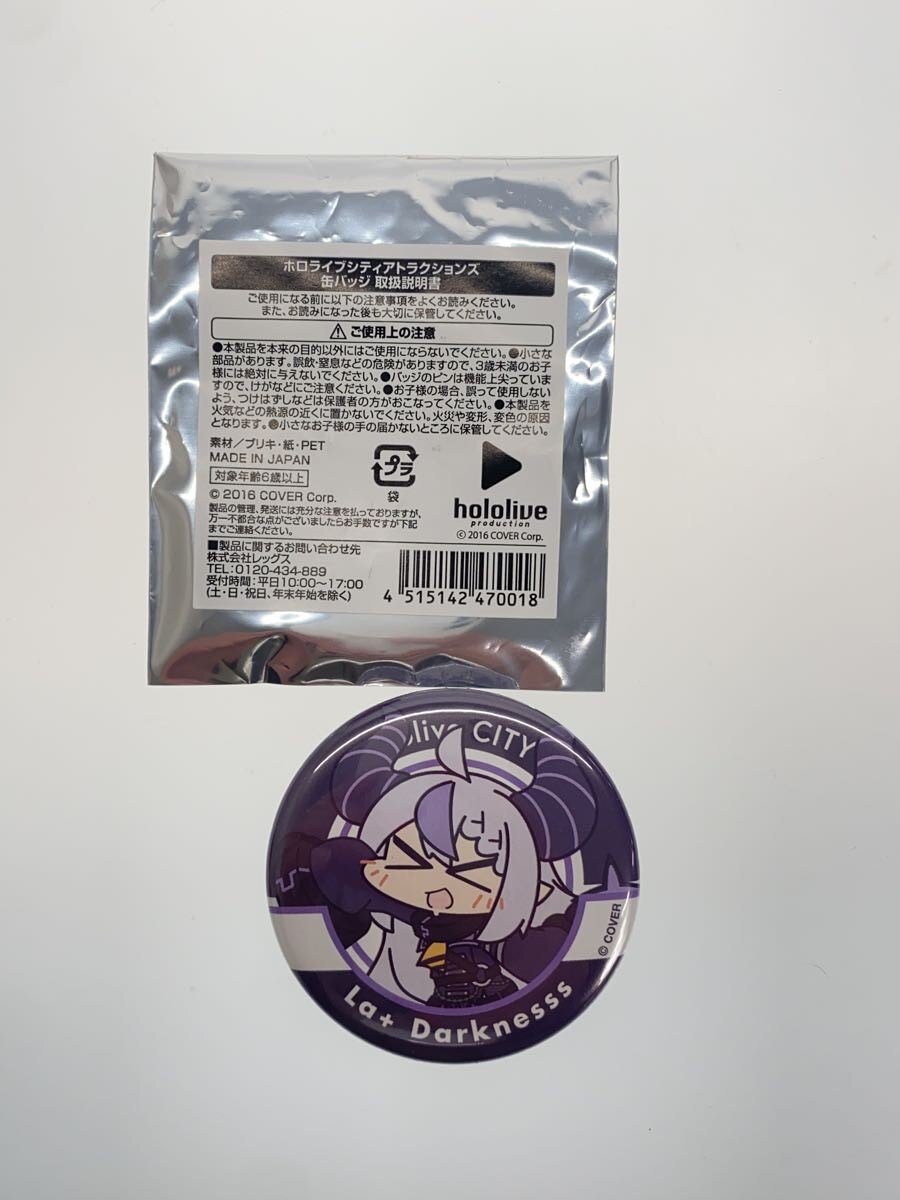 ホロライブシティアトラクションズ
缶バッジ 取扱説明書
ご使用になる前に以下の注意事項をよくお読みください。
また、お読みになった後も大切に保管してください。
ご使用上の注意
●本製品を本来の目的以外にはご使用にならないでください。●小さな
部品があります。誤飲・窒息などの危険がありますので、3歳未満のお子
様には絶対に与えないでください。●バッジのピンは機能上尖っていま
すので、けがなどにご注意ください。●お子様の場合、誤って使用しない
よう、つけはずしなどは保護者の方がおこなってください。●本製品を
火気などの熱源の近くに置かないでください。火災や変形、変色の原因
となります。●小さなお子様の手の届かないところに保管してください。
素材/ブリキ・紙・PET
MADE IN JAPAN
対象年齢6歳以上
© 2016 COVER Corp.
製品の管理、発送には充分な注意を払っておりますが、
万一不都合な点がございましたらお手数ですが下記
までご連絡ください。
プラ
袋
hololive
production
© 2016 COVER Corp.
■製品に関するお問い合わせ先
株式会社レッグス
TEL:0120-434-889
受付時間:平日10:00〜17:00
(土・日・祝日、年末年始を除く)
4 515142 470018
olive CITY
© COVER
La+ Darknesss